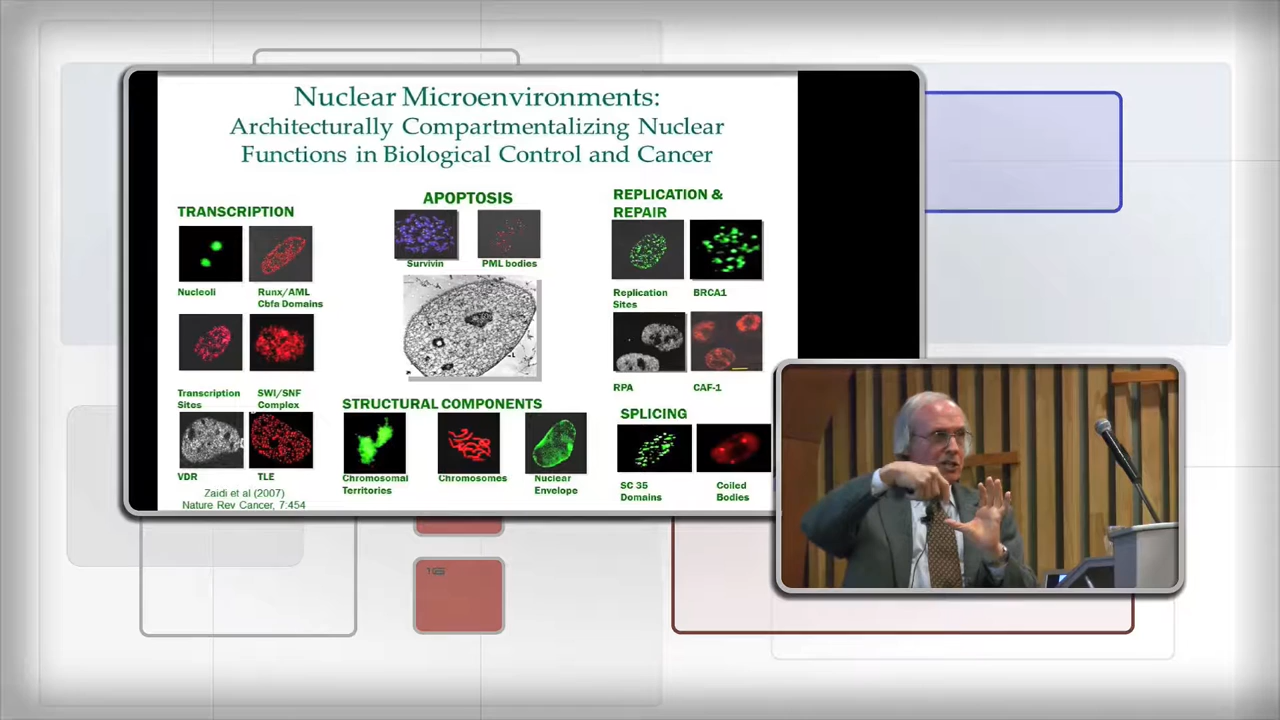 Nuclear Microenvironments:
Architecturally Compartmentalizing Nuclear
Functions in Biological Control and Cancer
TRANSCRIPTION
Nucleoli
Runx/AML
Cbfa Domains
Transcription
Sites
SWI/SNF
Complex
VDR
TLE
Zaidi et al (2007)
Nature Rev Cancer, 7:454
APOPTOSIS
Survivin
PML bodies
STRUCTURAL COMPONENTS
Chromosomal
Territories
Chromosomes
Nuclear
Envelope
REPLICATION &
REPAIR
Replication
Sites
BRCA1
RPA
CAF-1
SPLICING
SC 35
Domains
Coiled
Bodies